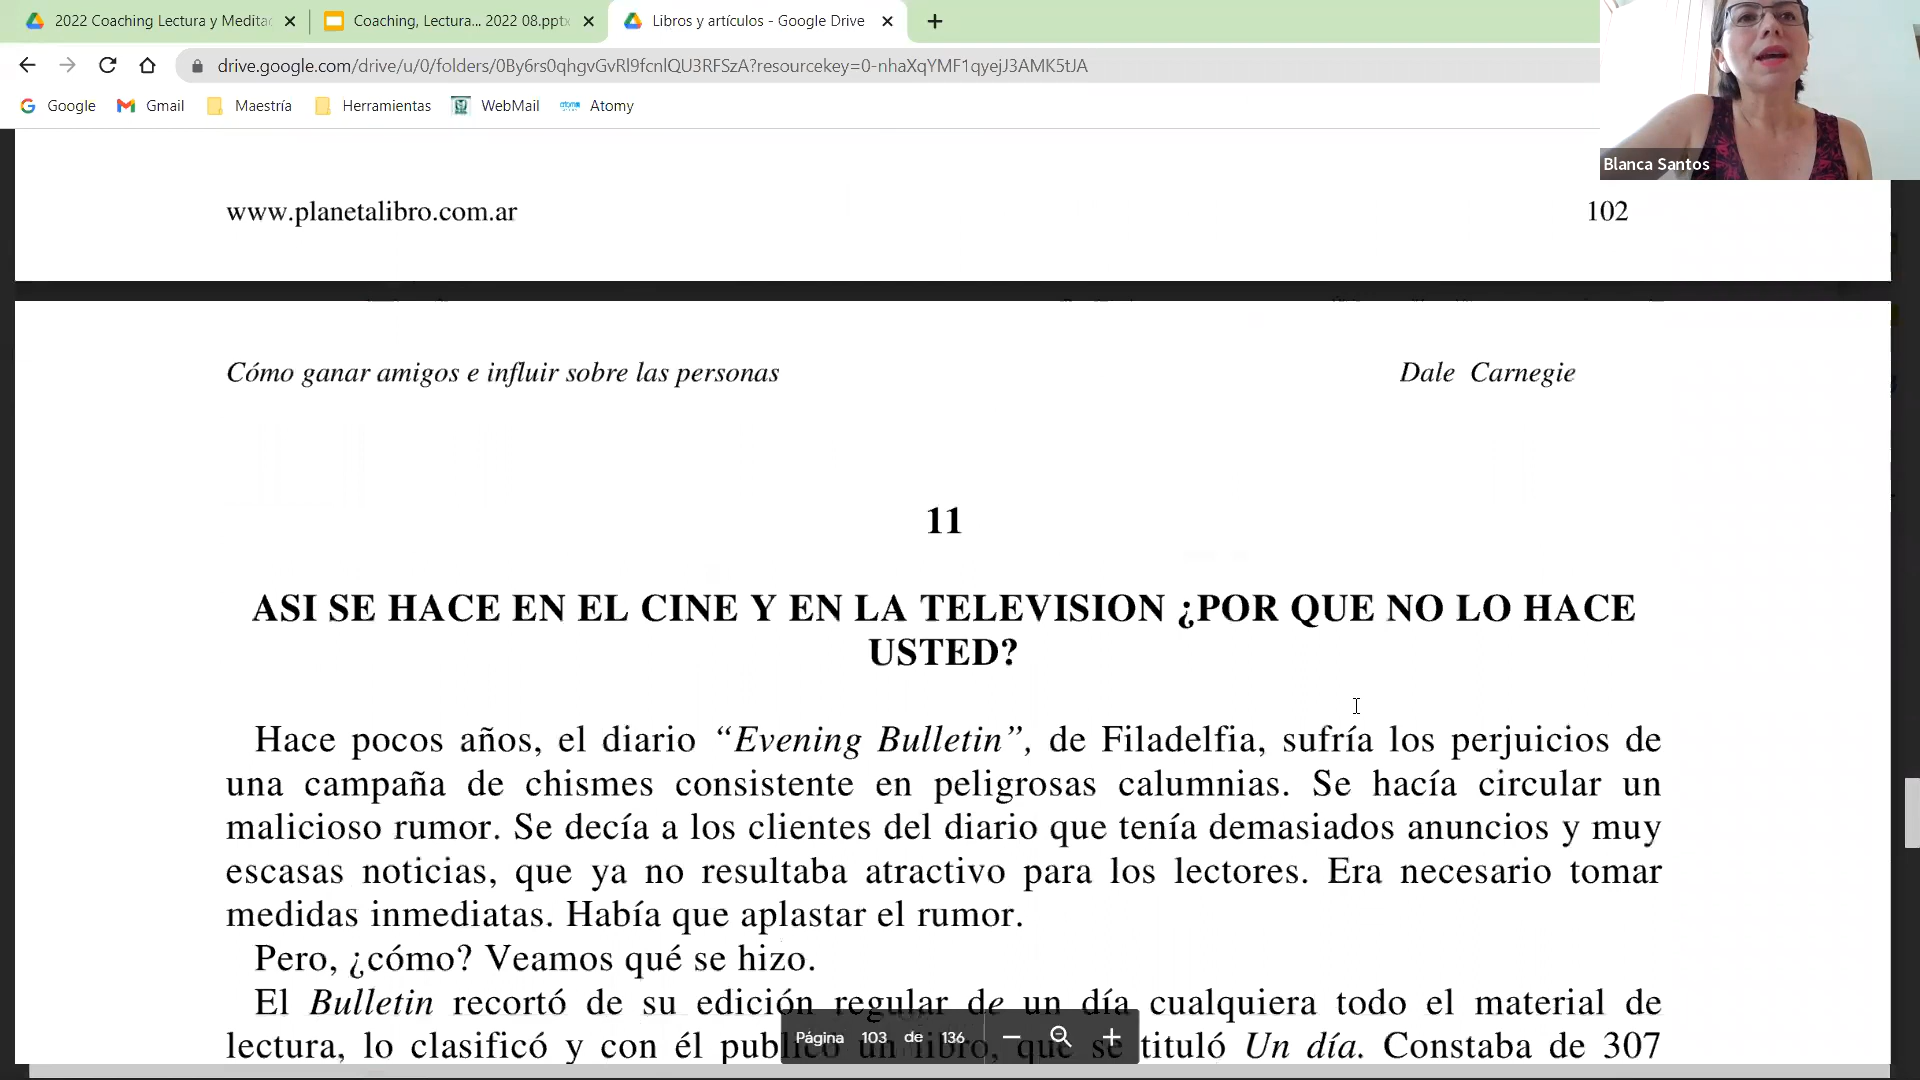 2022 Coaching Lectura y Medita
Coaching, Lectura... 2022 08.pptx
Libros y artículos - Google Drive
drive.google.com/drive/u/0/folders/0By6rs0qhgvGvRl9fcnlQU3RFSzA?resourcekey=0-nhaXqYMF1qyejJ3AMK5tJA
Google Gmail Maestría Herramientas WebMail Atomy
Blanca Santos
www.planetalibro.com.ar 102
Cómo ganar amigos e influir sobre las personas Dale Carnegie
11
ASI SE HACE EN EL CINE Y EN LA TELEVISION ¿POR QUE NO LO HACE
USTED?
Hace pocos años, el diario “Evening Bulletin”, de Filadelfia, sufría los perjuicios de
una campaña de chismes consistente en peligrosas calumnias. Se hacía circular un
malicioso rumor. Se decía a los clientes del diario que tenía demasiados anuncios y muy
escasas noticias, que ya no resultaba atractivo para los lectores. Era necesario tomar
medidas inmediatas. Había que aplastar el rumor.
Pero, ¿cómo? Veamos qué se hizo.
El Bulletin recortó de su edición regular de un día cualquiera todo el material de
lectura, lo clasificó y con él publicó un libro, que se tituló Un día. Constaba de 307
Página 103 de 136